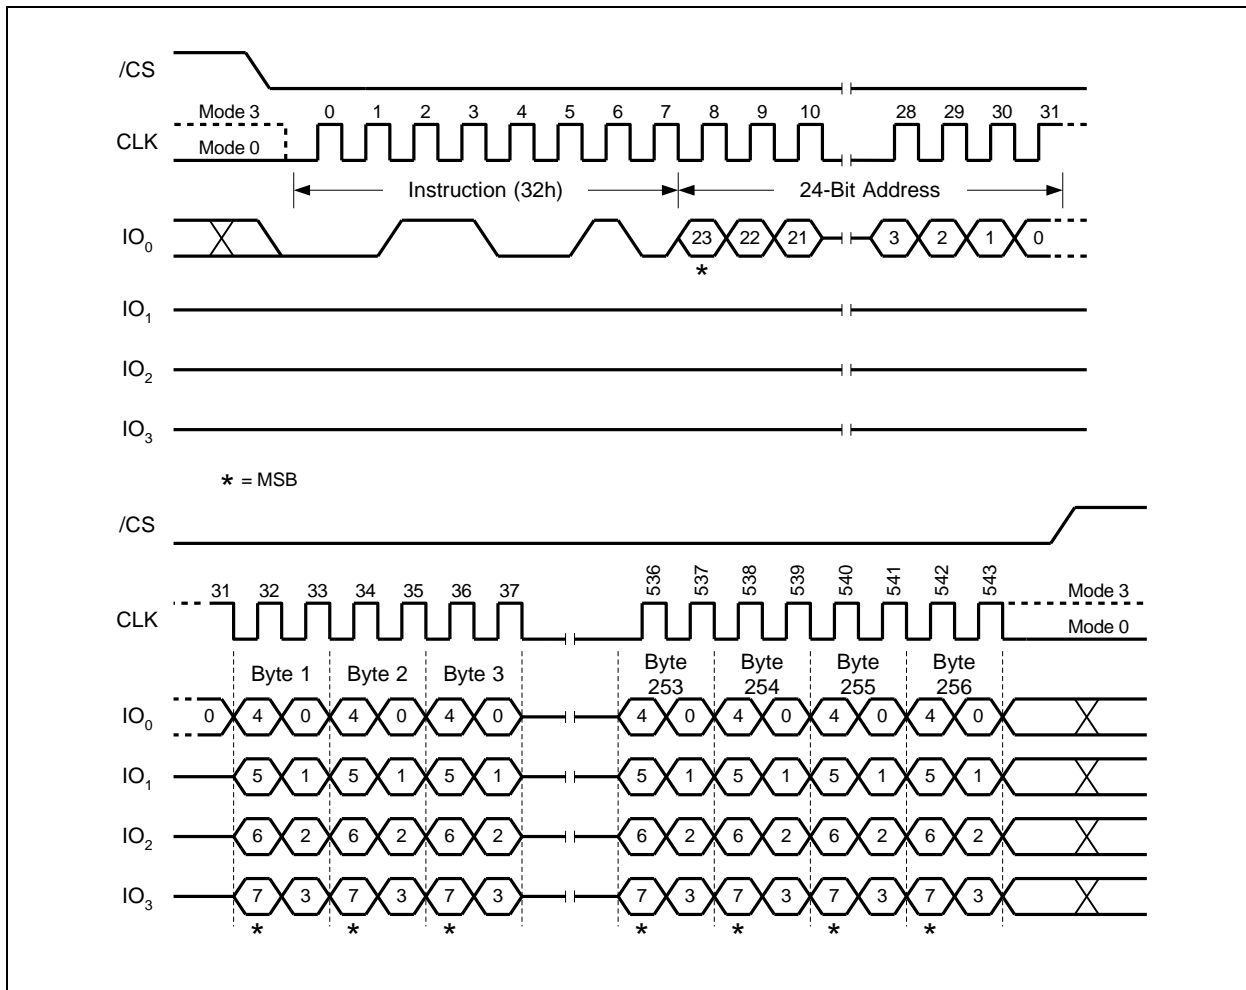 /CS
Mode 3 0 1 2 3 4 5 6 7 8 9 10 28 29 30 31
CLK Mode 0
Instruction (32h) 24-Bit Address
IO0 23 22 21 3 2 1 0
*
IO1
IO2
IO3
* = MSB
/CS
31 32 33 34 35 36 37 536 537 538 539 540 541 542 543 Mode 3
CLK Mode 0
Byte 1 Byte 2 Byte 3 Byte 253 Byte 254 Byte 255 Byte 256
IO0 0 4 0 4 0 4 0 4 0 4 0 4 0 4 0
IO1 5 1 5 1 5 1 5 1 5 1 5 1 5 1
IO2 6 2 6 2 6 2 6 2 6 2 6 2 6 2
IO3 7 3 7 3 7 3 7 3 7 3 7 3 7 3
* * * * * * *